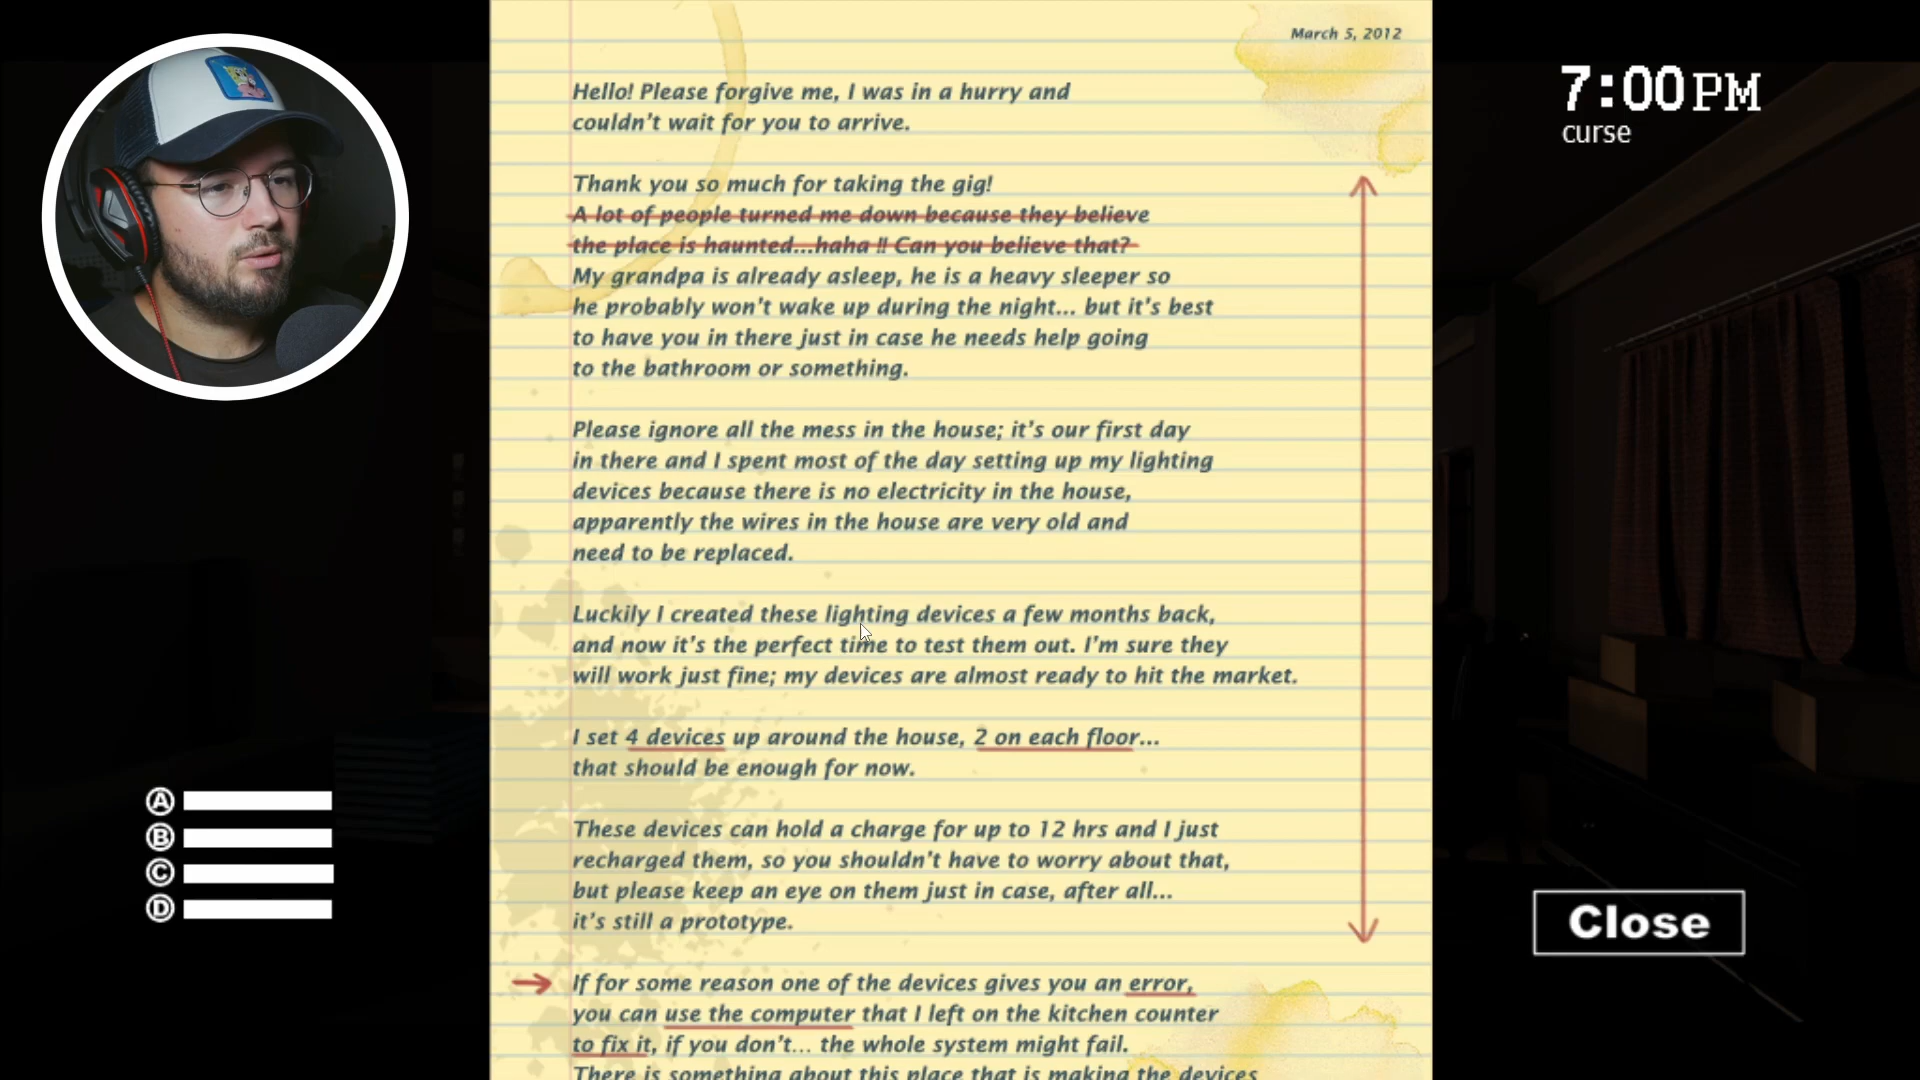 March 5, 2012
7:00 PM
curse
Hello! Please forgive me, I was in a hurry and
couldn't wait for you to arrive.
Thank you so much for taking the gig!
A lot of people turned me down because they believe
the place is haunted...haha !! Can you believe that?
My grandpa is already asleep, he is a heavy sleeper so
he probably won't wake up during the night... but it's best
to have you in there just in case he needs help going
to the bathroom or something.
Please ignore all the mess in the house; it's our first day
in there and I spent most of the day setting up my lighting
devices because there is no electricity in the house,
apparently the wires in the house are very old and
need to be replaced.
Luckily I created these lighting devices a few months back,
and now it's the perfect time to test them out. I'm sure they
will work just fine; my devices are almost ready to hit the market.
I set 4 devices up around the house, 2 on each floor...
that should be enough for now.
These devices can hold a charge for up to 12 hrs and I just
recharged them, so you shouldn't have to worry about that,
but please keep an eye on them just in case, after all...
it's still a prototype.
If for some reason one of the devices gives you an error,
you can use the computer that I left on the kitchen counter
to fix it, if you don't... the whole system might fail.
There is something about this place that is making the devices
A
B
C
D
Close